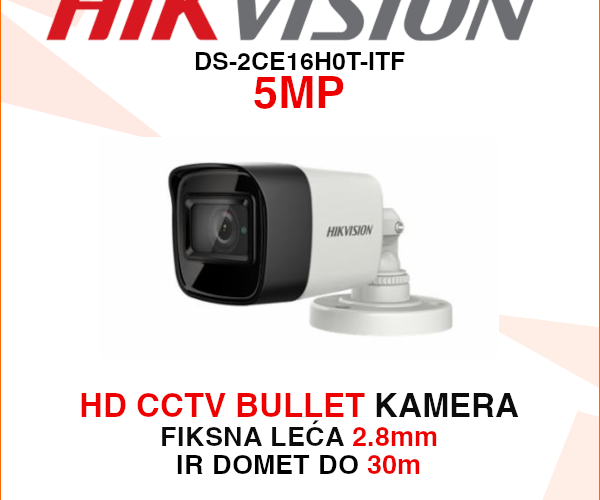 HIKVISION
DS-2CE16H0T-ITF
5MP
HIKVISION
HD CCTV BULLET KAMERA
FIKSNA LEĆA 2.8mm
IR DOMET DO 30m